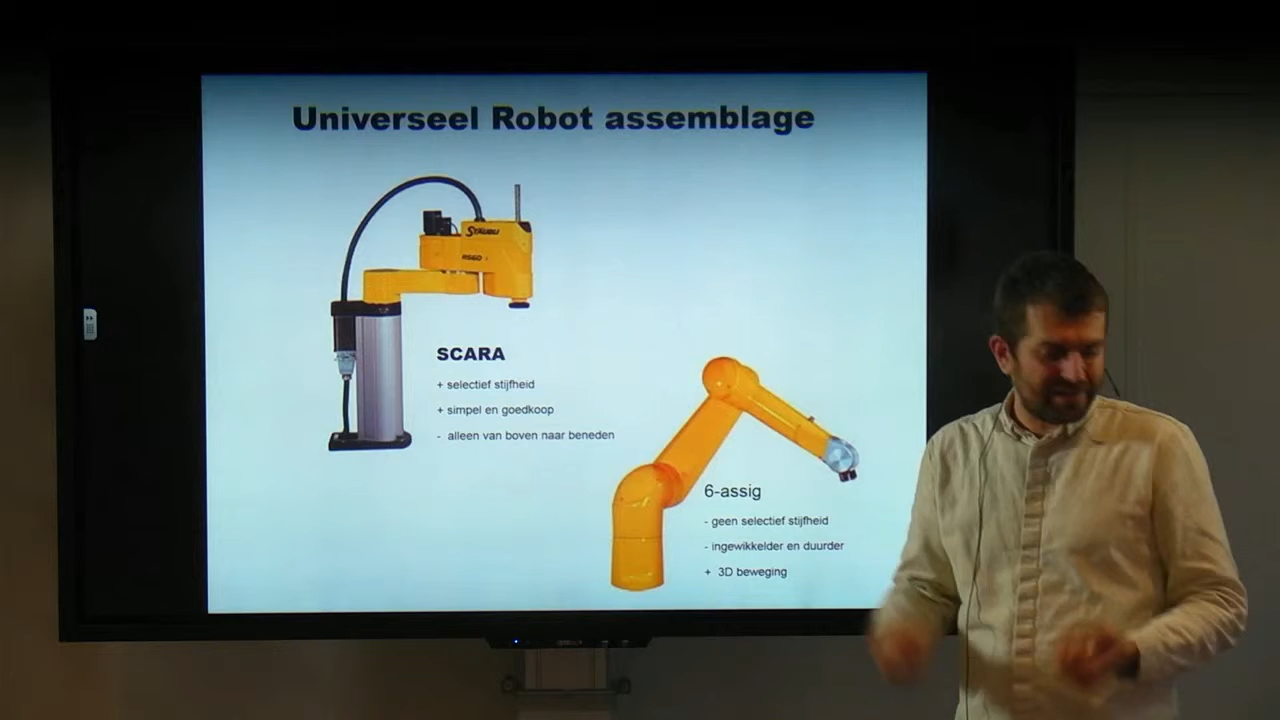 Universeel Robot assemblage
STÄUBLI
RS60
SCARA
+ selectief stijfheid
+ simpel en goedkoop
- alleen van boven naar beneden
6-assig
- geen selectief stijfheid
- ingewikkelder en duurder
+ 3D beweging